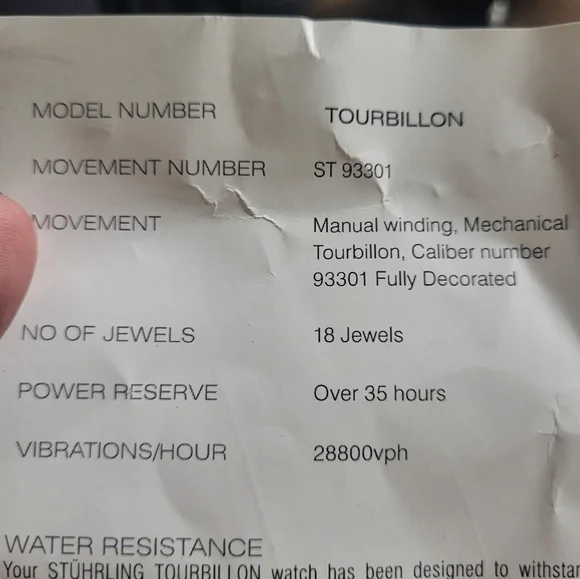 MODEL NUMBER TOURBILLON
MOVEMENT NUMBER ST 93301
MOVEMENT Manual winding, Mechanical
Tourbillon, Caliber number
93301 Fully Decorated
NO OF JEWELS 18 Jewels
POWER RESERVE Over 35 hours
VIBRATIONS/HOUR 28800vph
WATER RESISTANCE
Your STÜHRLING TOURBILLON watch has been designed to withstan